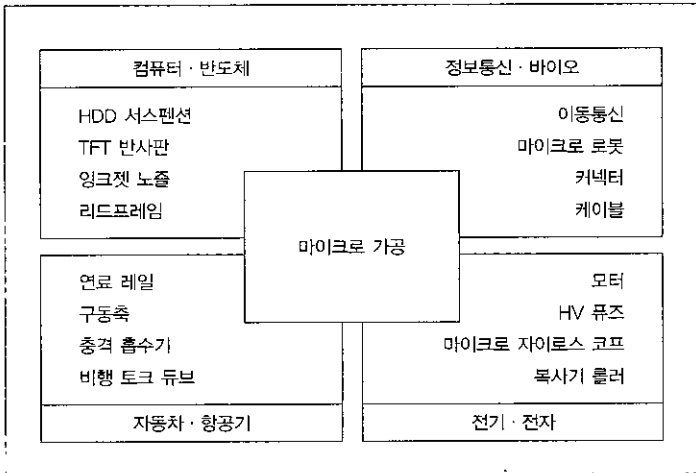 컴퓨터 · 반도체
HDD 서스펜션
TFT 반사판
잉크젯 노즐
리드프레임
정보통신 · 바이오
이동통신
마이크로 로봇
커넥터
케이블
마이크로 가공
연료 레일
구동축
충격 흡수기
비행 토크 튜브
자동차 · 항공기
모터
HV 퓨즈
마이크로 자이로스 코프
복사기 롤러
전기 · 전자